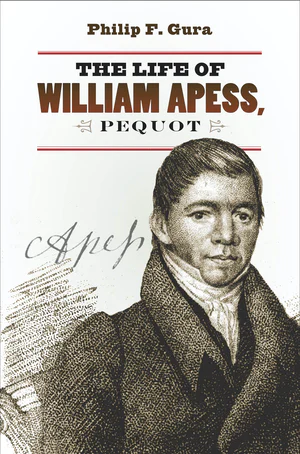 Philip F. Gura
THE LIFE OF
WILLIAM APESS,
PEQUOT
Apess